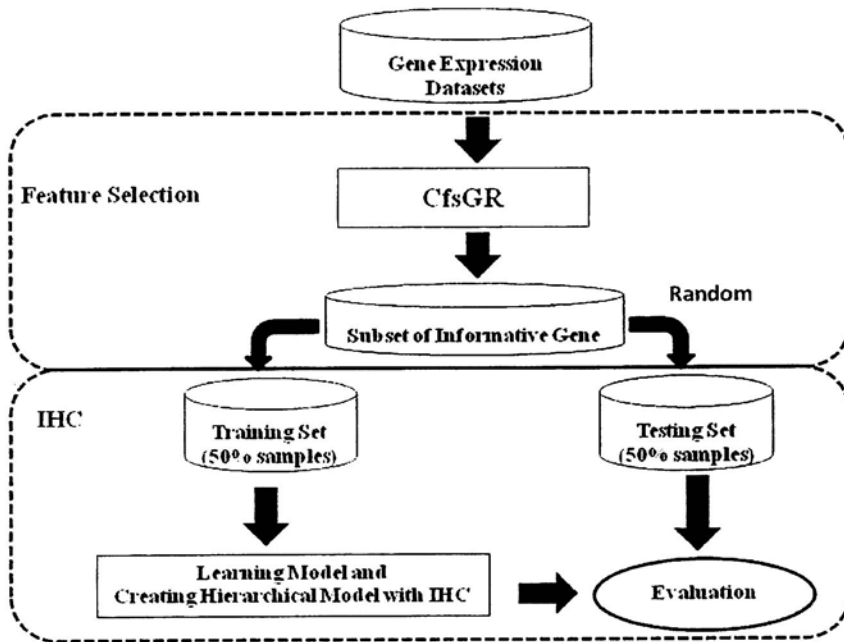 Gene Expression
Datasets
Feature Selection
CfsGR
Random
Subset of Informative Gene
IHC
Training Set
(50% samples)
Testing Set
(50% samples)
Learning Model and
Creating Hierarchical Model with IHC
Evaluation